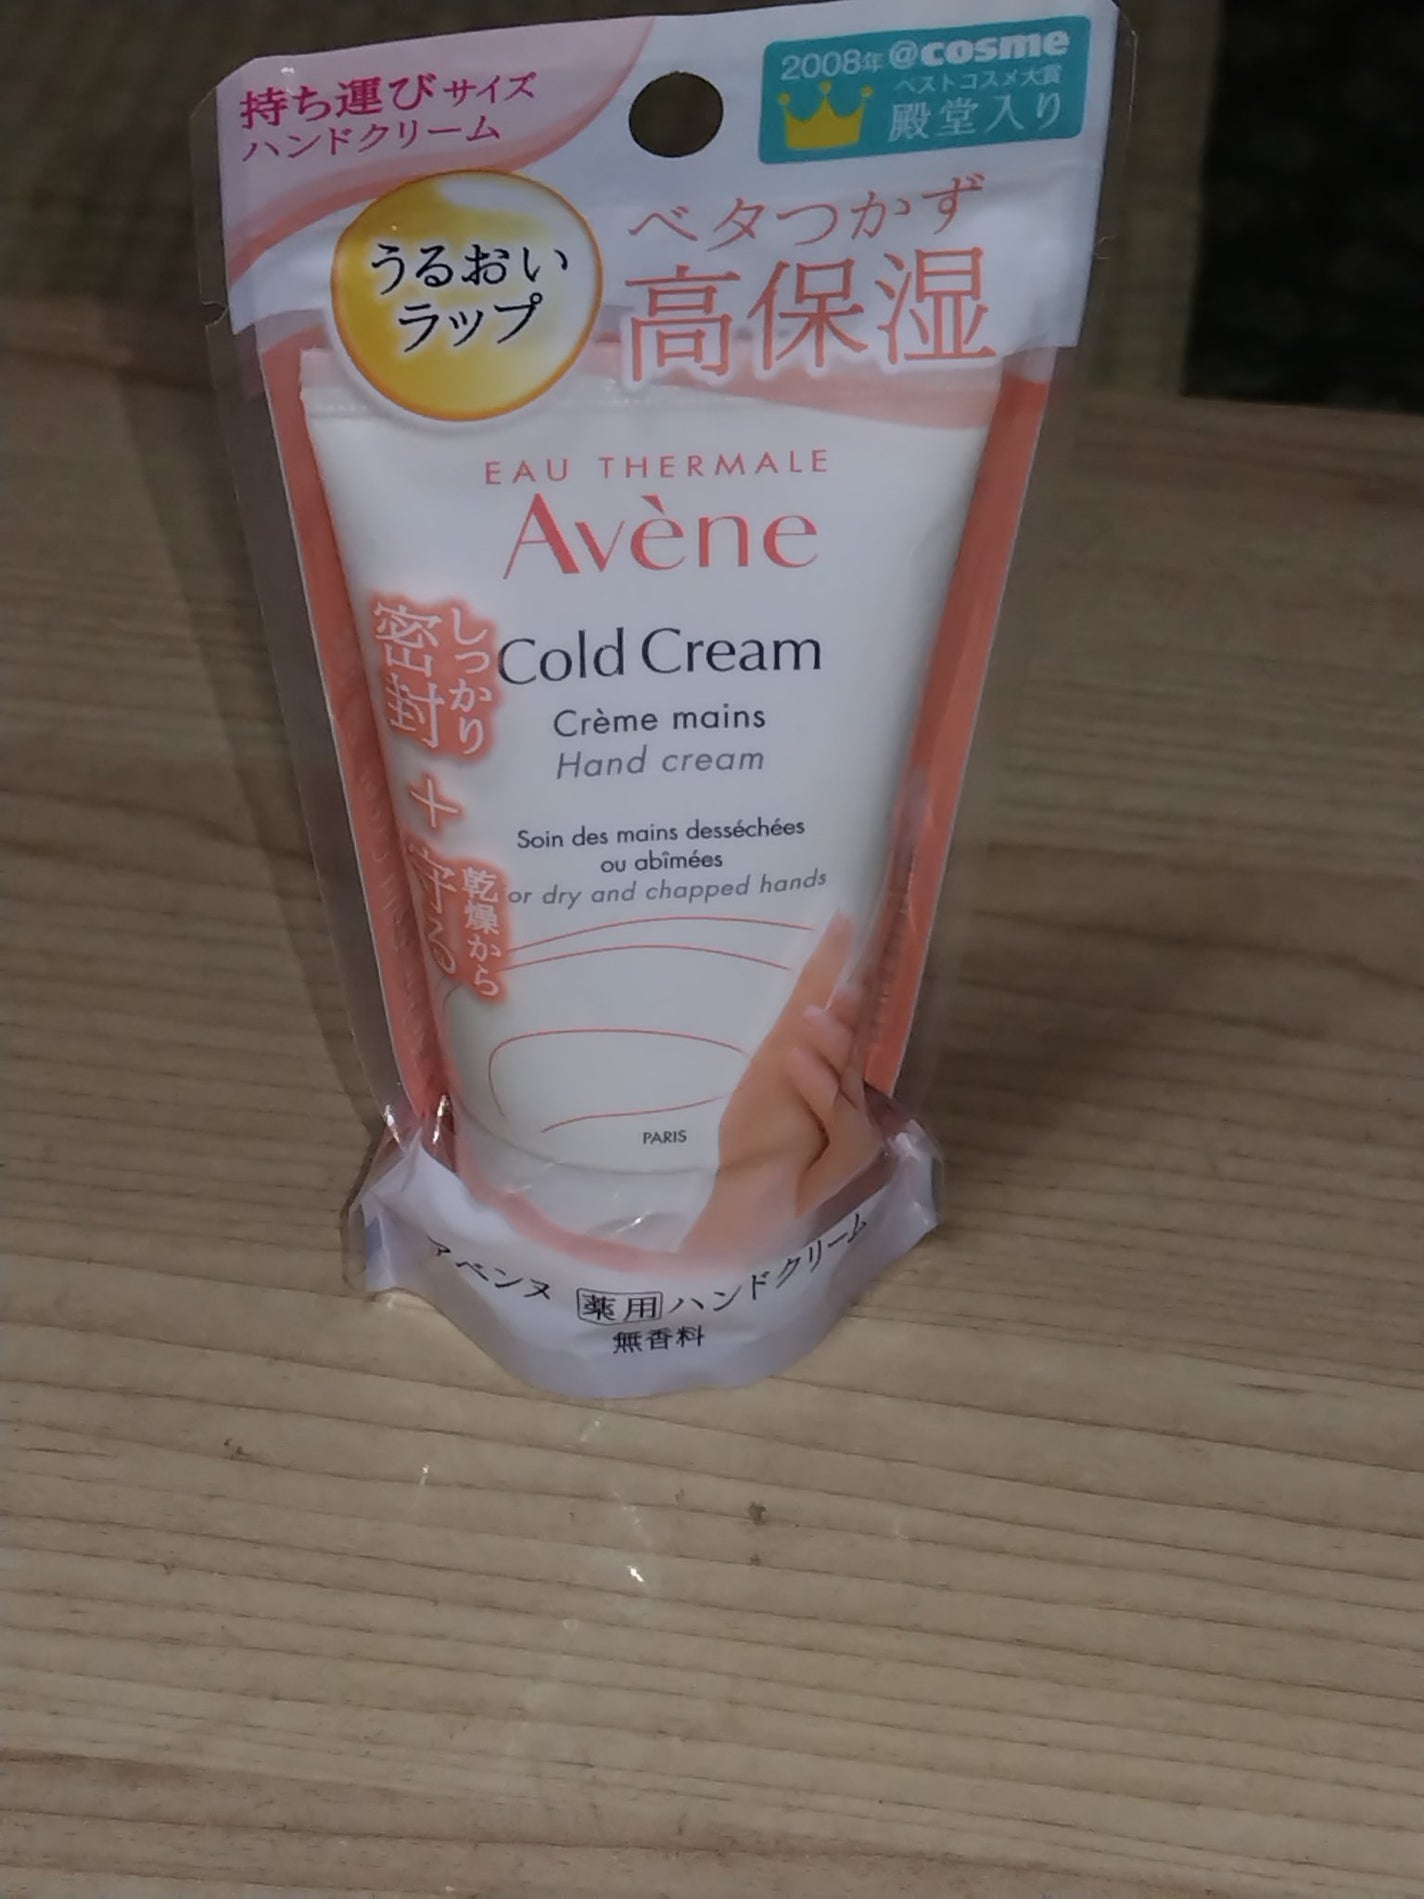 持ち運びサイズ
ハンドクリーム
2008年@cosme
ベストコスメ大賞
殿堂入り
うるおい
ラップ
ベタつかず
高保湿
EAU THERMALE
Avène
しっかり
密封
+
乾燥から
守る
Cold Cream
Crème mains
Hand cream
Soin des mains desséchées
ou abîmées
or dry and chapped hands
PARIS
アベンヌ 薬用 ハンドクリーム
無香料